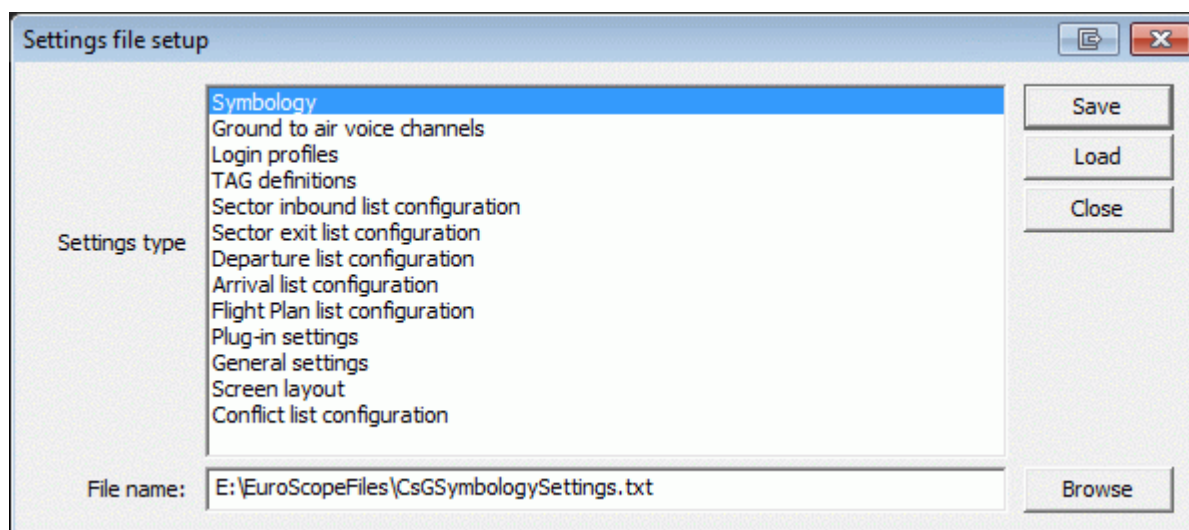 Settings file setup
Settings type
Symbology
Ground to air voice channels
Login profiles
TAG definitions
Sector inbound list configuration
Sector exit list configuration
Departure list configuration
Arrival list configuration
Flight Plan list configuration
Plug-in settings
General settings
Screen layout
Conflict list configuration
Save
Load
Close
File name:
E:\EuroScopeFiles\CsGSymbologySettings.txt
Browse